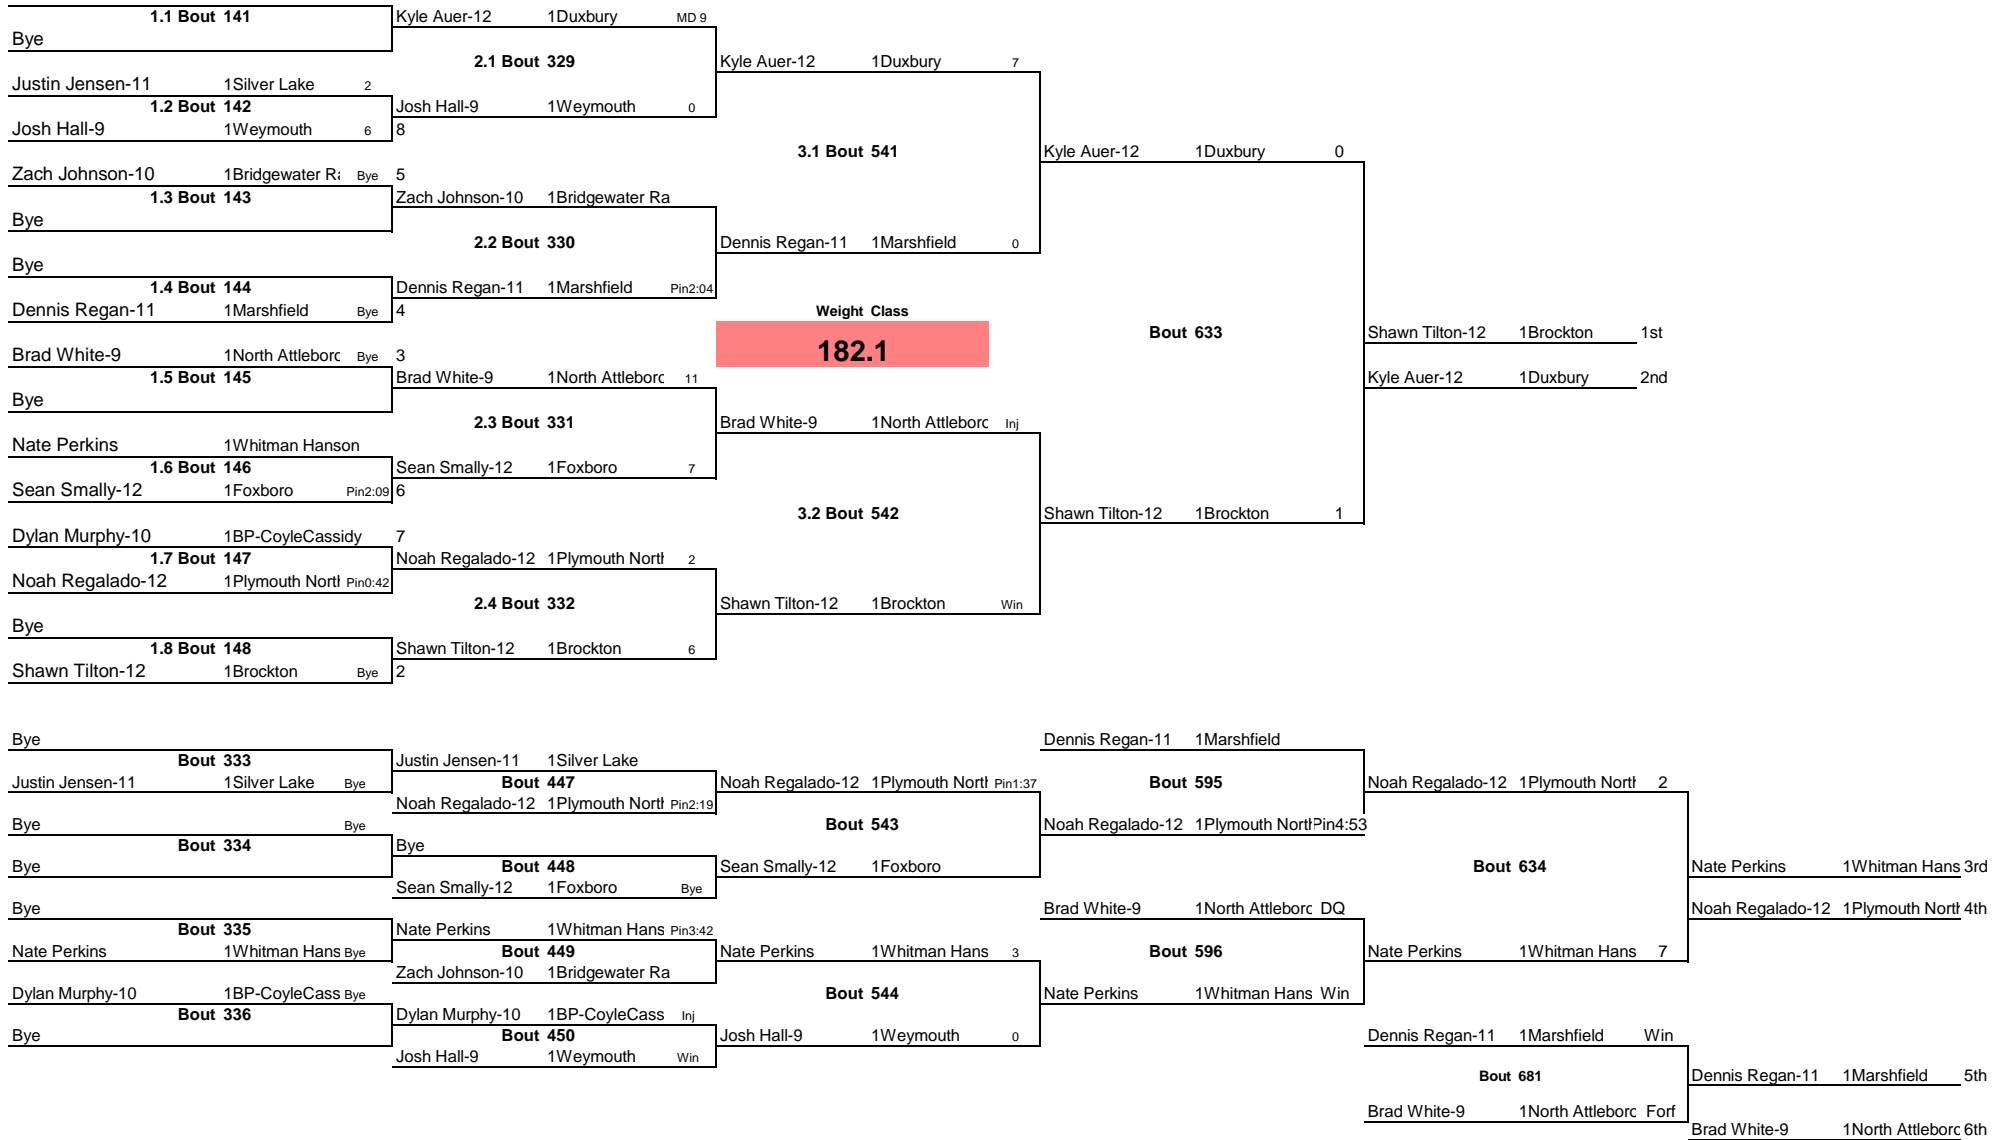 1.1 Bout 141 Kyle Auer-12 1Duxbury MD 9
Bye
2.1 Bout 329 Kyle Auer-12 1Duxbury 7
Justin Jensen-11 1Silver Lake 2
1.2 Bout 142 Josh Hall-9 1Weymouth 0
Josh Hall-9 1Weymouth 6 8
3.1 Bout 541 Kyle Auer-12 1Duxbury 0
Zach Johnson-10 1Bridgewater Ra Bye 5
1.3 Bout 143 Zach Johnson-10 1Bridgewater Ra
Bye
2.2 Bout 330 Dennis Regan-11 1Marshfield 0
Bye
1.4 Bout 144 Dennis Regan-11 1Marshfield Pin2:04
Dennis Regan-11 1Marshfield Bye 4 Weight Class
Bout 633 Shawn Tilton-12 1Brockton 1st
Brad White-9 1North Attleboro Bye 3 182.1
1.5 Bout 145 Brad White-9 1North Attleboro 11 Kyle Auer-12 1Duxbury 2nd
Bye
2.3 Bout 331 Brad White-9 1North Attleboro Inj
Nate Perkins 1Whitman Hanson
1.6 Bout 146 Sean Smally-12 1Foxboro 7
Sean Smally-12 1Foxboro Pin2:09 6
3.2 Bout 542 Shawn Tilton-12 1Brockton 1
Dylan Murphy-10 1BP-CoyleCassidy 7
1.7 Bout 147 Noah Regalado-12 1Plymouth North 2
Noah Regalado-12 1Plymouth North Pin0:42
2.4 Bout 332 Shawn Tilton-12 1Brockton Win
Bye
1.8 Bout 148 Shawn Tilton-12 1Brockton 6
Shawn Tilton-12 1Brockton Bye 2
Bye Dennis Regan-11 1Marshfield
Bout 333 Justin Jensen-11 1Silver Lake
Justin Jensen-11 1Silver Lake Bye Bout 447 Noah Regalado-12 1Plymouth North Pin1:37 Bout 595 Noah Regalado-12 1Plymouth North 2
Noah Regalado-12 1Plymouth North Pin2:19
Bye Bye Bout 543 Noah Regalado-12 1Plymouth North Pin4:53
Bout 334 Bye
Bye Bout 448 Sean Smally-12 1Foxboro Bout 634 Nate Perkins 1Whitman Hans 3rd
Sean Smally-12 1Foxboro Bye
Bye Brad White-9 1North Attleboro DQ Noah Regalado-12 1Plymouth North 4th
Bout 335 Nate Perkins 1Whitman Hans Pin3:42
Nate Perkins 1Whitman Hans Bye Bout 449 Nate Perkins 1Whitman Hans 3 Bout 596 Nate Perkins 1Whitman Hans 7
Zach Johnson-10 1Bridgewater Ra
Dylan Murphy-10 1BP-CoyleCass Bye Bout 544 Nate Perkins 1Whitman Hans Win
Bout 336 Dylan Murphy-10 1BP-CoyleCass Inj
Bye Bout 450 Josh Hall-9 1Weymouth 0 Dennis Regan-11 1Marshfield Win
Josh Hall-9 1Weymouth Win
Bout 681 Dennis Regan-11 1Marshfield 5th
Brad White-9 1North Attleboro Forf
Brad White-9 1North Attleboro 6th